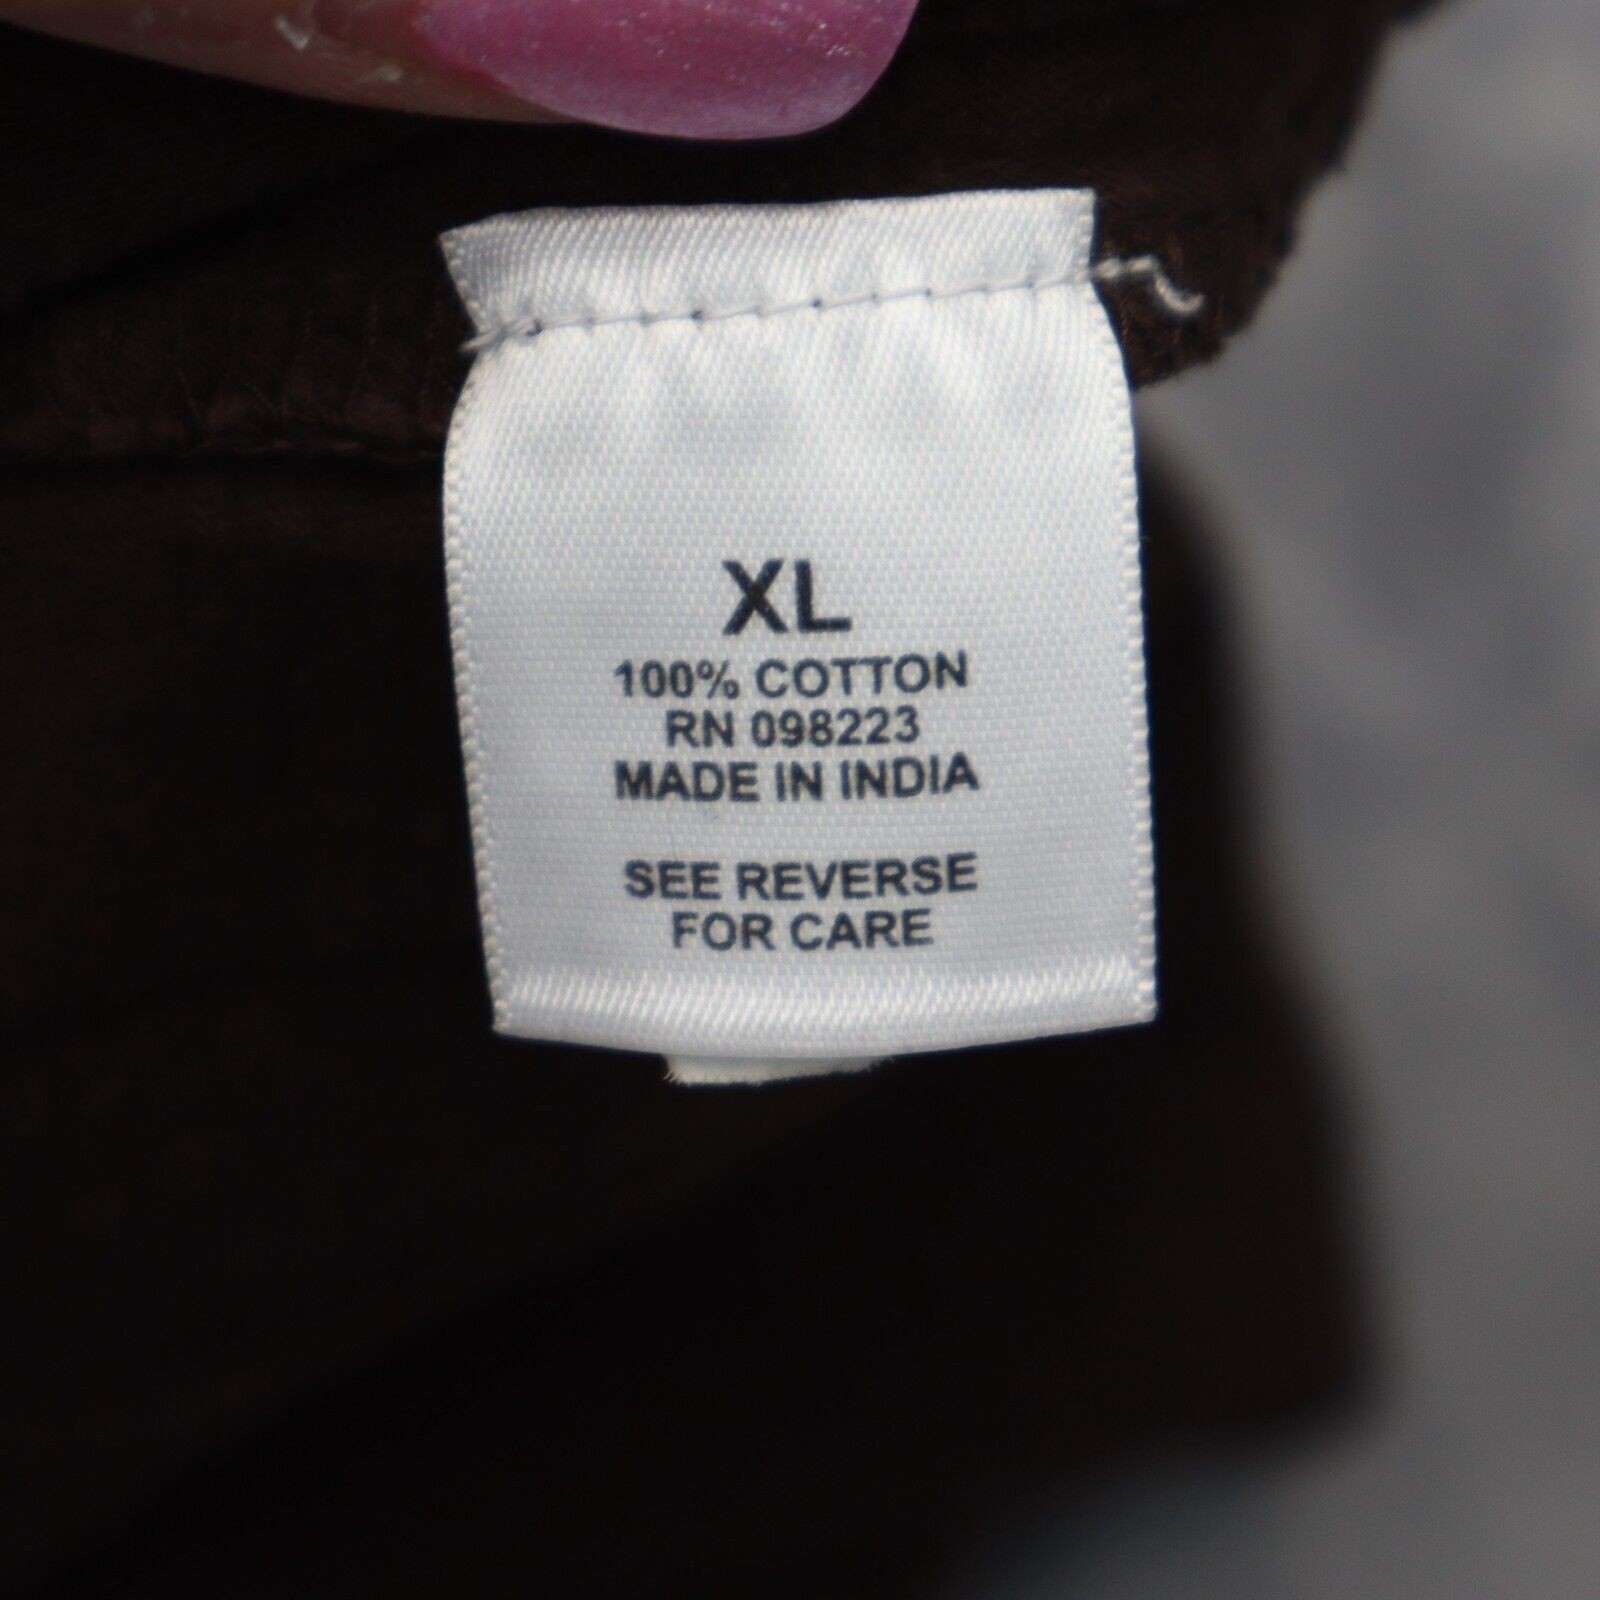 XL
100% COTTON
RN 098223
MADE IN INDIA
SEE REVERSE
FOR CARE